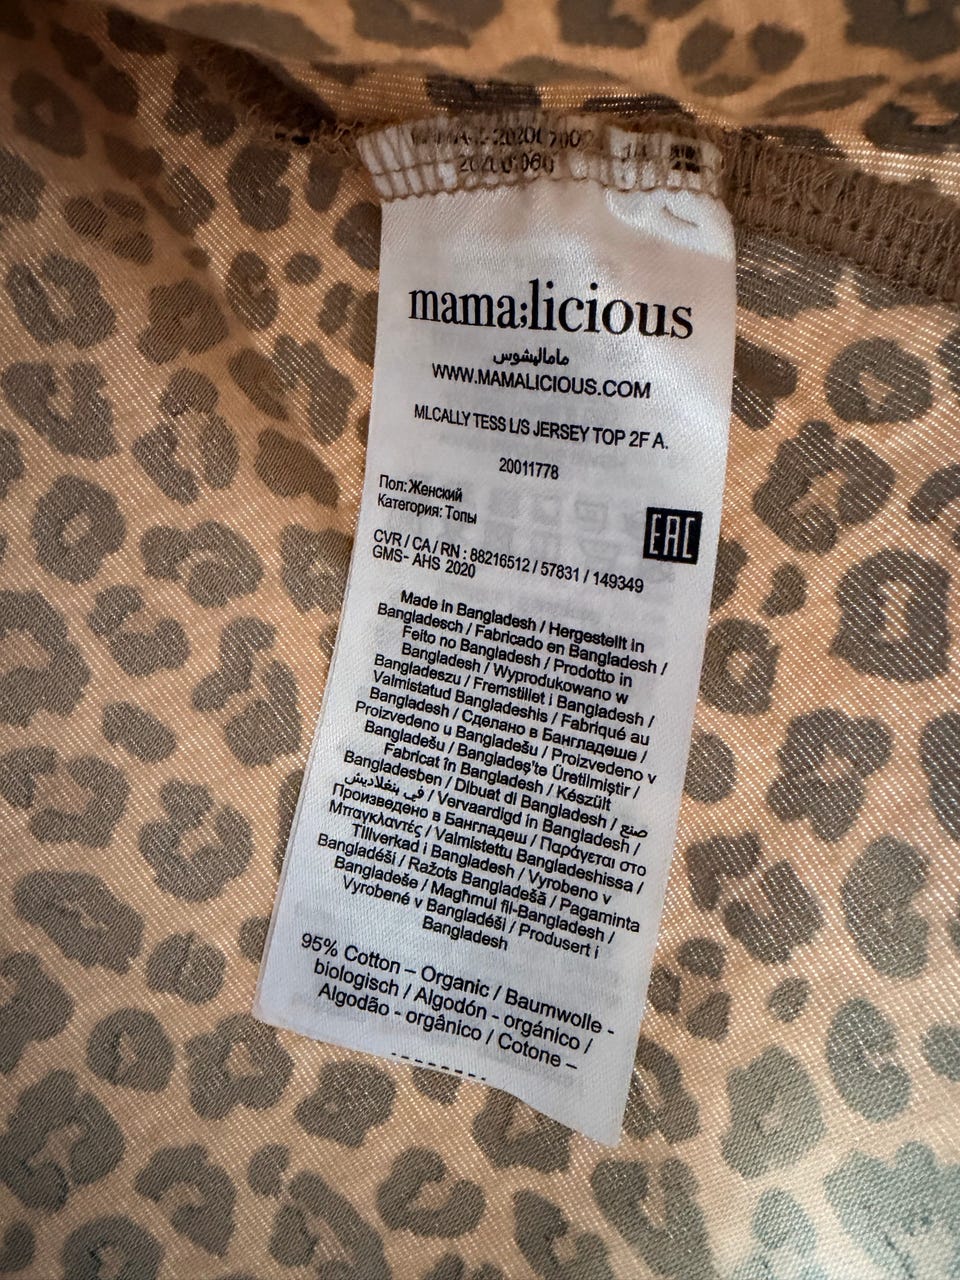 mama;licious
ماماليشوس
WWW.MAMALICIOUS.COM
MLCALLY TESS L/S JERSEY TOP 2F A.
20011778
Пол: Женский
Категория: Топы
EAC
CVR / CA / RN : 88216512 / 57831 / 149349
GMS- AHS 2020
Made in Bangladesh / Hergestellt in
Bangladesch / Fabricado en Bangladesh /
Feito no Bangladesh / Prodotto in
Bangladesh / Wyprodukowano w
Bangladeszu / Fremstillet i Bangladesh /
Valmistatud Bangladeshis / Fabriqué au
Bangladesh / Сделано в Бангладеше /
Proizvedeno u Bangladešu / Proizvedeno v
Bangladešu / Bangladeş'te Üretilmiştir /
Fabricat în Bangladesh / Készült
Bangladesben / Dibuat di Bangladesh / صنع
في بنغلاديش / Vervaardigd in Bangladesh /
Произведено в Бангладеш / Παράγεται στο
Μπαγκλαντές / Valmistettu Bangladeshissa /
Tillverkad i Bangladesh / Vyrobeno v
Bangladéši / Ražots Bangladešā / Pagaminta
Bangladeše / Magħmul fil-Bangladesh /
Vyrobené v Bangladéši / Produsert i
Bangladesh
95% Cotton – Organic / Baumwolle -
biologisch / Algodón - orgánico /
Algodão - orgânico / Cotone –